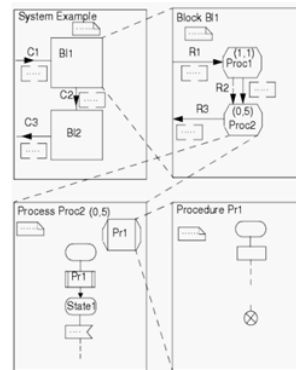 System Example
C1
Bl1
C2
C3
Bl2
Block Bl1
R1
(1,1)
Proc1
R2
R3
(0,5)
Proc2
Process Proc2 (0,5)
Pr1
Pr1
State1
Procedure Pr1